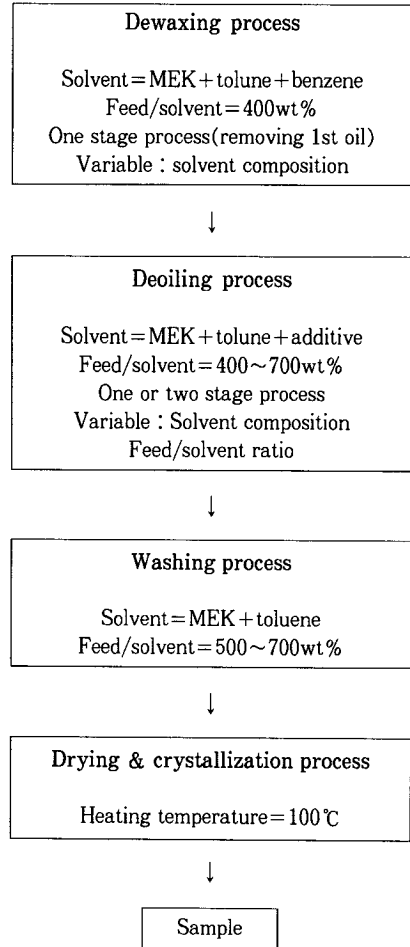 Dewaxing process
Solvent=MEK+tolune+benzene
Feed/solvent=400wt%
One stage process(removing 1st oil)
Variable : solvent composition
↓
Deoiling process
Solvent=MEK+tolune+additive
Feed/solvent=400~700wt%
One or two stage process
Variable : Solvent composition
Feed/solvent ratio
↓
Washing process
Solvent=MEK+toluene
Feed/solvent=500~700wt%
↓
Drying & crystallization process
Heating temperature=100℃
↓
Sample